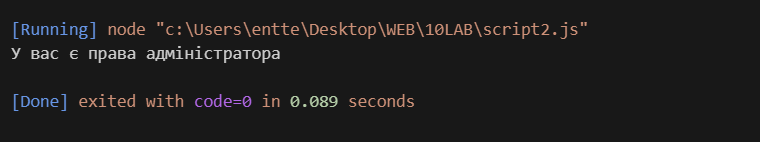 [Running] node "c:\Users\entte\Desktop\WEB\10LAB\script2.js"
У вас є права адміністратора
[Done] exited with code=0 in 0.089 seconds